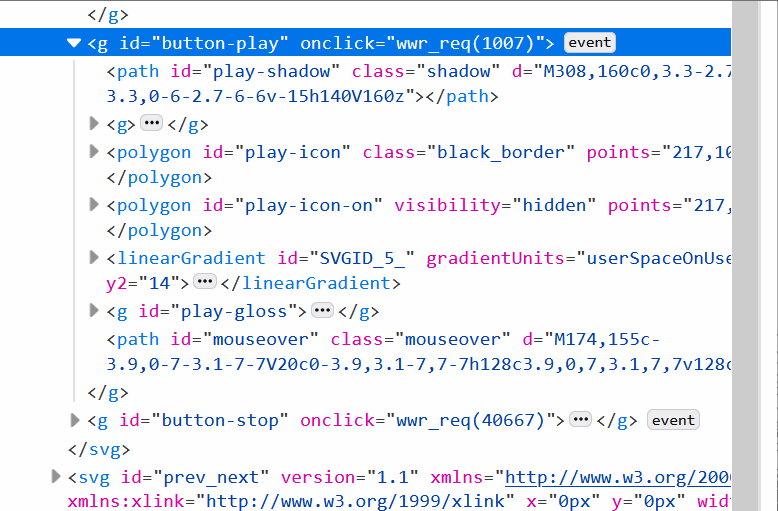 </g>
<g id="button-play" onclick="wwr_req(1007)"> event
<path id="play-shadow" class="shadow" d="M308,160c0,3.3-2.7
3.3,0-6-2.7-6-6v-15h140V160z"></path>
<g>…</g>
<polygon id="play-icon" class="black_border" points="217,10
</polygon>
<polygon id="play-icon-on" visibility="hidden" points="217,
</polygon>
<linearGradient id="SVGID_5_" gradientUnits="userSpaceOnUse
y2="14">…</linearGradient>
<g id="play-gloss">…</g>
<path id="mouseover" class="mouseover" d="M174,155c-
3.9,0-7-3.1-7-7V20c0-3.9,3.1-7,7-7h128c3.9,0,7,3.1,7,7v128c
</g>
<g id="button-stop" onclick="wwr_req(40667)">…</g> event
</svg>
<svg id="prev_next" version="1.1" xmlns="http://www.w3.org/200
xmlns:xlink="http://www.w3.org/1999/xlink" x="0px" y="0px" widt